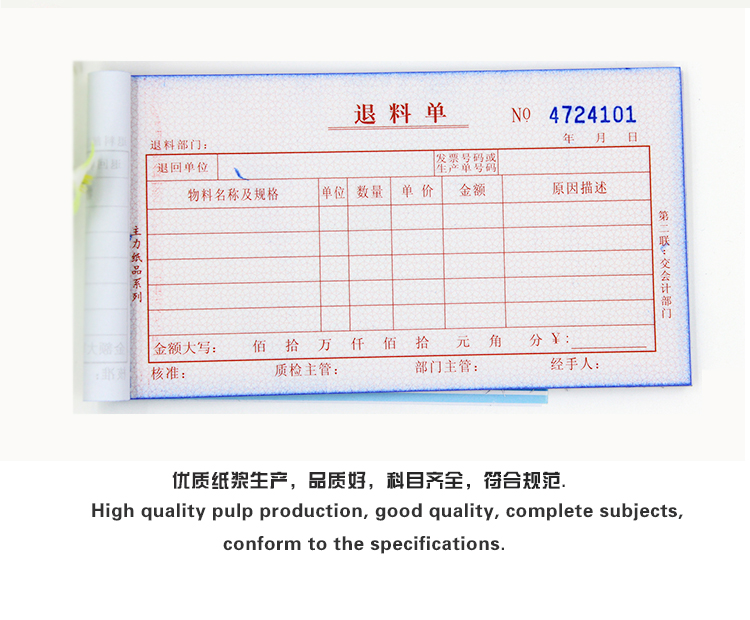 退料单 NO 4724101
退料部门： 年 月 日
退回单位 发票号码或
生产单号码
物料名称及规格 单位 数量 单价 金额 原因描述
主力纸品系列
第二联：交会计部门
金额大写： 佰 拾 万 仟 佰 拾 元 角 分 ￥：
核准： 质检主管： 部门主管： 经手人：
优质纸浆生产，品质好，科目齐全，符合规范.
High quality pulp production, good quality, complete subjects,
conform to the specifications.